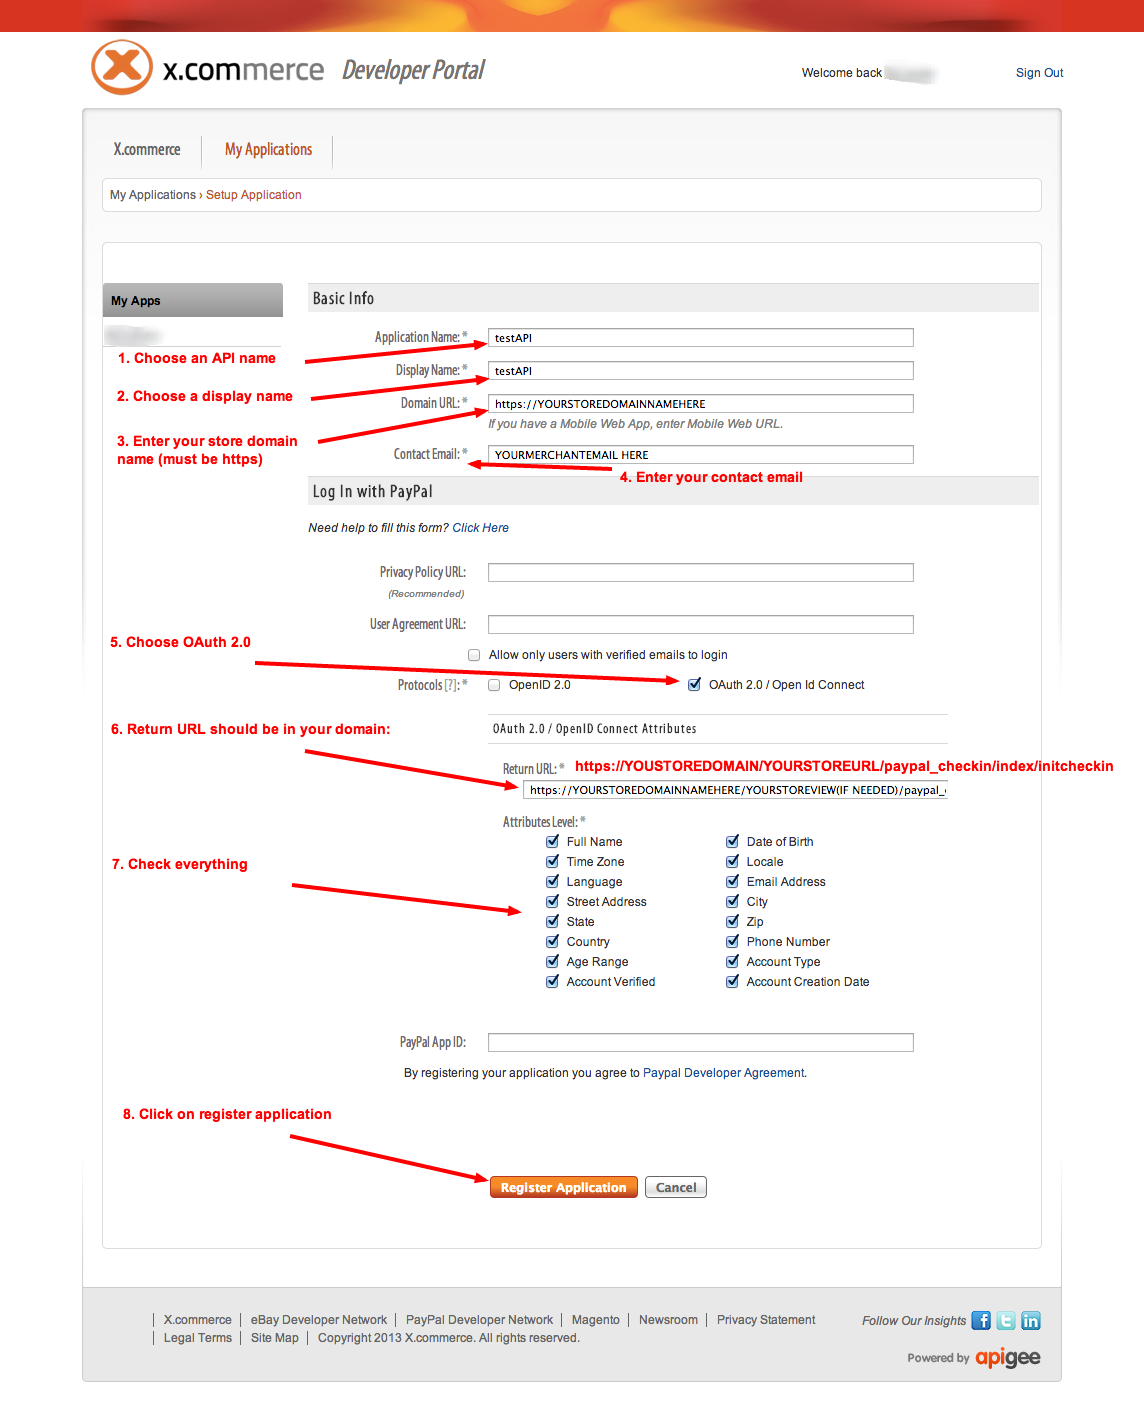 x.commerce Developer Portal
Welcome back
Sign Out
X.commerce
My Applications
My Applications › Setup Application
My Apps
Basic Info
Application Name: *
testAPI
1. Choose an API name
Display Name: *
testAPI
2. Choose a display name
Domain URL: *
https://YOURSTOREDOMAINNAMEHERE
If you have a Mobile Web App, enter Mobile Web URL.
3. Enter your store domain
name (must be https)
Contact Email: *
YOURMERCHANTEMAIL HERE
4. Enter your contact email
Log In with PayPal
Need help to fill this form? Click Here
Privacy Policy URL:
(Recommended)
User Agreement URL:
5. Choose OAuth 2.0
Allow only users with verified emails to login
Protocols [?]: *
OpenID 2.0
OAuth 2.0 / Open Id Connect
6. Return URL should be in your domain:
OAuth 2.0 / OpenID Connect Attributes
Return URL: *
https://YOUSTOREDOMAIN/YOURSTOREURL/paypal_checkin/index/initcheckin
https://YOURSTOREDOMAINNAMEHERE/YOURSTOREVIEW(IF NEEDED)/paypal_c
Attributes Level: *
Full Name
Date of Birth
7. Check everything
Time Zone
Locale
Language
Email Address
Street Address
City
State
Zip
Country
Phone Number
Age Range
Account Type
Account Verified
Account Creation Date
PayPal App ID:
By registering your application you agree to Paypal Developer Agreement.
8. Click on register application
Register Application
Cancel
X.commerce | eBay Developer Network | PayPal Developer Network | Magento | Newsroom | Privacy Statement
Legal Terms | Site Map | Copyright 2013 X.commerce. All rights reserved.
Follow Our Insights
Powered by apigee